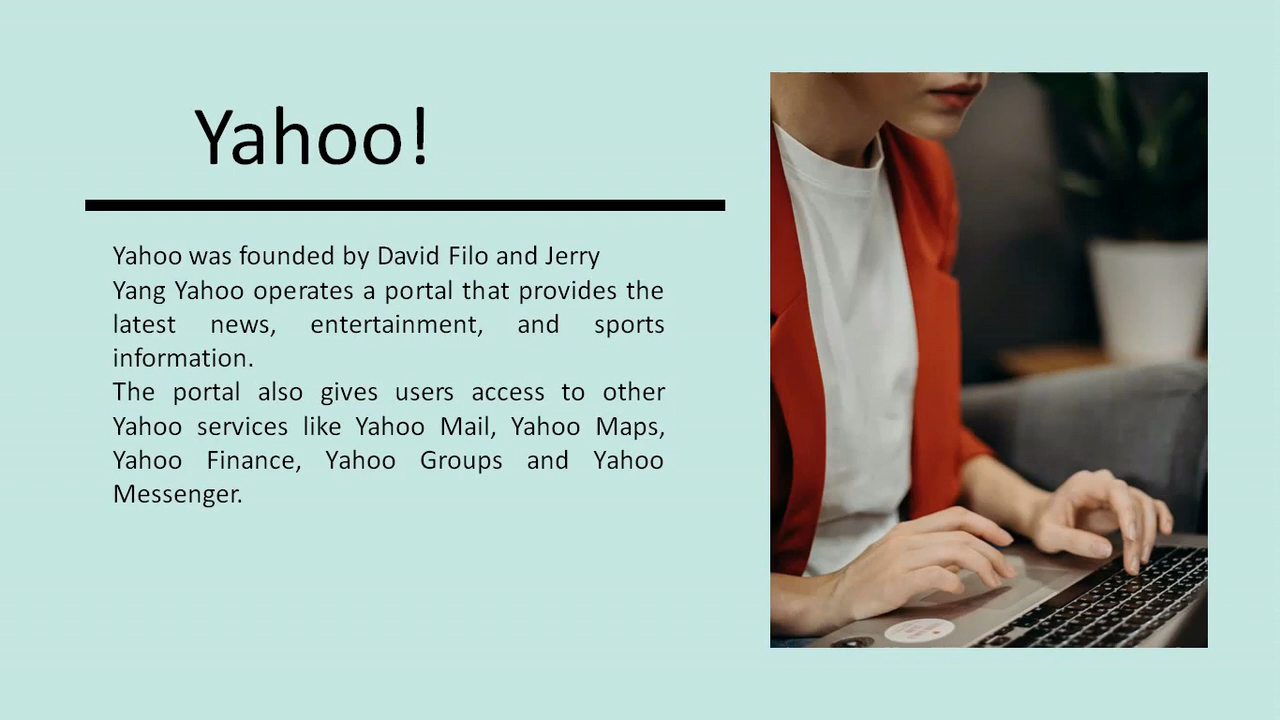 Yahoo!
Yahoo was founded by David Filo and Jerry
Yang Yahoo operates a portal that provides the
latest news, entertainment, and sports
information.
The portal also gives users access to other
Yahoo services like Yahoo Mail, Yahoo Maps,
Yahoo Finance, Yahoo Groups and Yahoo
Messenger.